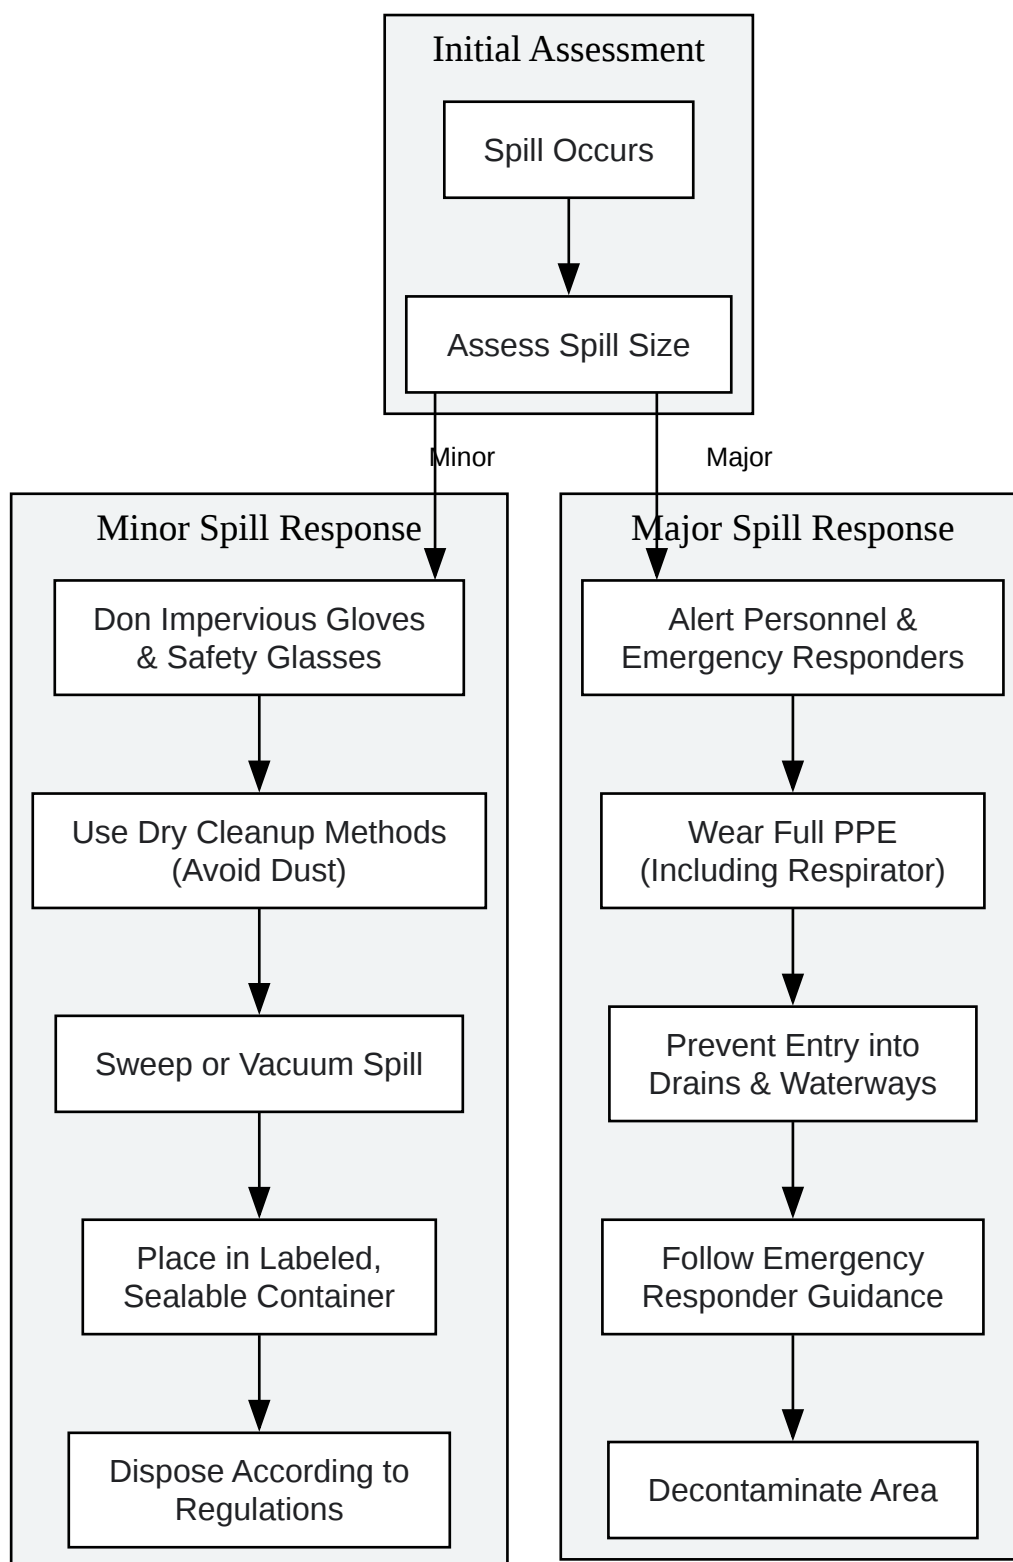 Initial Assessment
Spill Occurs
Assess Spill Size
Minor
Major
Minor Spill Response
Don Impervious Gloves
& Safety Glasses
Use Dry Cleanup Methods
(Avoid Dust)
Sweep or Vacuum Spill
Place in Labeled,
Sealable Container
Dispose According to
Regulations
Major Spill Response
Alert Personnel &
Emergency Responders
Wear Full PPE
(Including Respirator)
Prevent Entry into
Drains & Waterways
Follow Emergency
Responder Guidance
Decontaminate Area